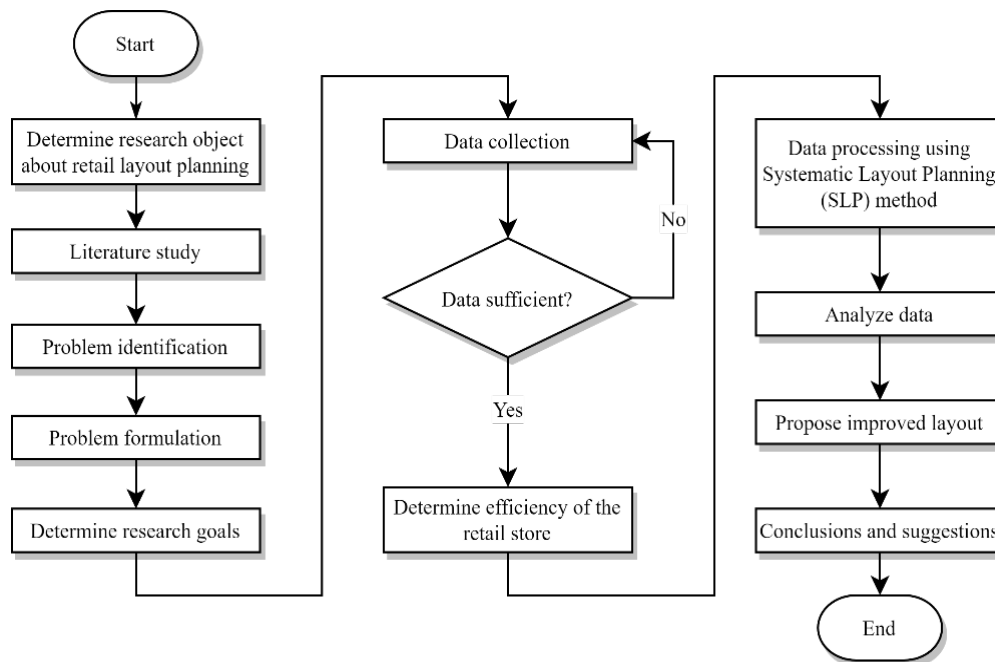 Start
Determine research object
about retail layout planning
Literature study
Problem identification
Problem formulation
Determine research goals
Data collection
No
Data sufficient?
Yes
Determine efficiency of the
retail store
Data processing using
Systematic Layout Planning
(SLP) method
Analyze data
Propose improved layout
Conclusions and suggestions
End